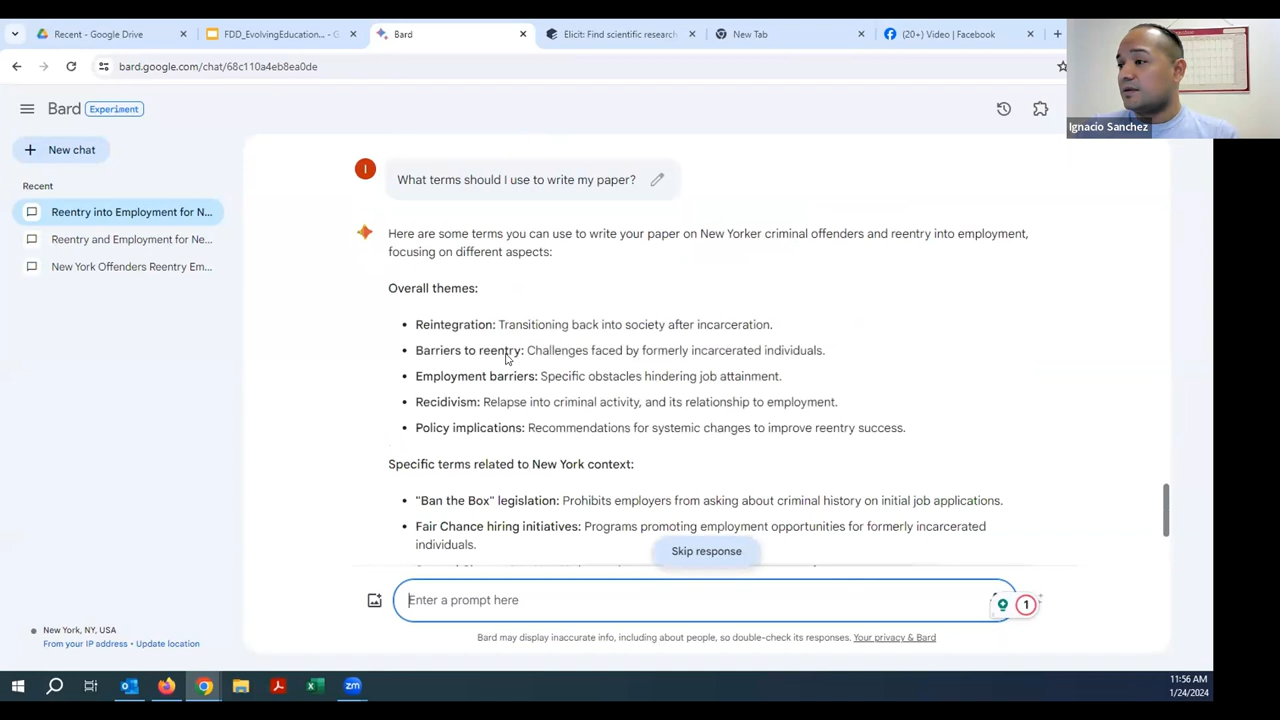 Recent - Google Drive
FDD_EvolvingEducation... - G
Bard
Elicit: Find scientific research
New Tab
(20+) Video | Facebook
bard.google.com/chat/68c110a4eb8ea0de
Ignacio Sanchez
Bard
Experiment
New chat
Recent
Reentry into Employment for N...
Reentry and Employment for Ne...
New York Offenders Reentry Em...
I
What terms should I use to write my paper?
Here are some terms you can use to write your paper on New Yorker criminal offenders and reentry into employment,
focusing on different aspects:
Overall themes:
• Reintegration: Transitioning back into society after incarceration.
• Barriers to reentry: Challenges faced by formerly incarcerated individuals.
• Employment barriers: Specific obstacles hindering job attainment.
• Recidivism: Relapse into criminal activity, and its relationship to employment.
• Policy implications: Recommendations for systemic changes to improve reentry success.
Specific terms related to New York context:
• "Ban the Box" legislation: Prohibits employers from asking about criminal history on initial job applications.
• Fair Chance hiring initiatives: Programs promoting employment opportunities for formerly incarcerated
individuals.
Skip response
Enter a prompt here
1
Bard may display inaccurate info, including about people, so double-check its responses. Your privacy & Bard
New York, NY, USA
From your IP address • Update location
zm
11:56 AM
1/24/2024